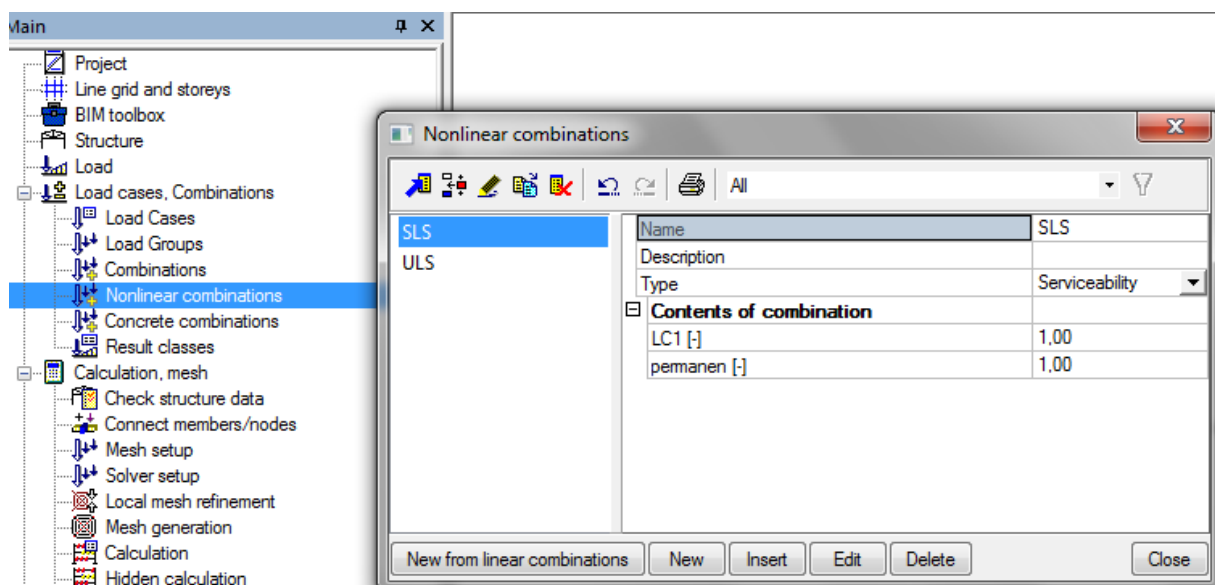 Main
Project
Line grid and storeys
BIM toolbox
Structure
Load
Load cases, Combinations
Load Cases
Load Groups
Combinations
Nonlinear combinations
Concrete combinations
Result classes
Calculation, mesh
Check structure data
Connect members/nodes
Mesh setup
Solver setup
Local mesh refinement
Mesh generation
Calculation
Hidden calculation
Nonlinear combinations
All
SLS
ULS
Name SLS
Description
Type Serviceability
Contents of combination
LC1 [-] 1,00
permanen [-] 1,00
New from linear combinations New Insert Edit Delete Close